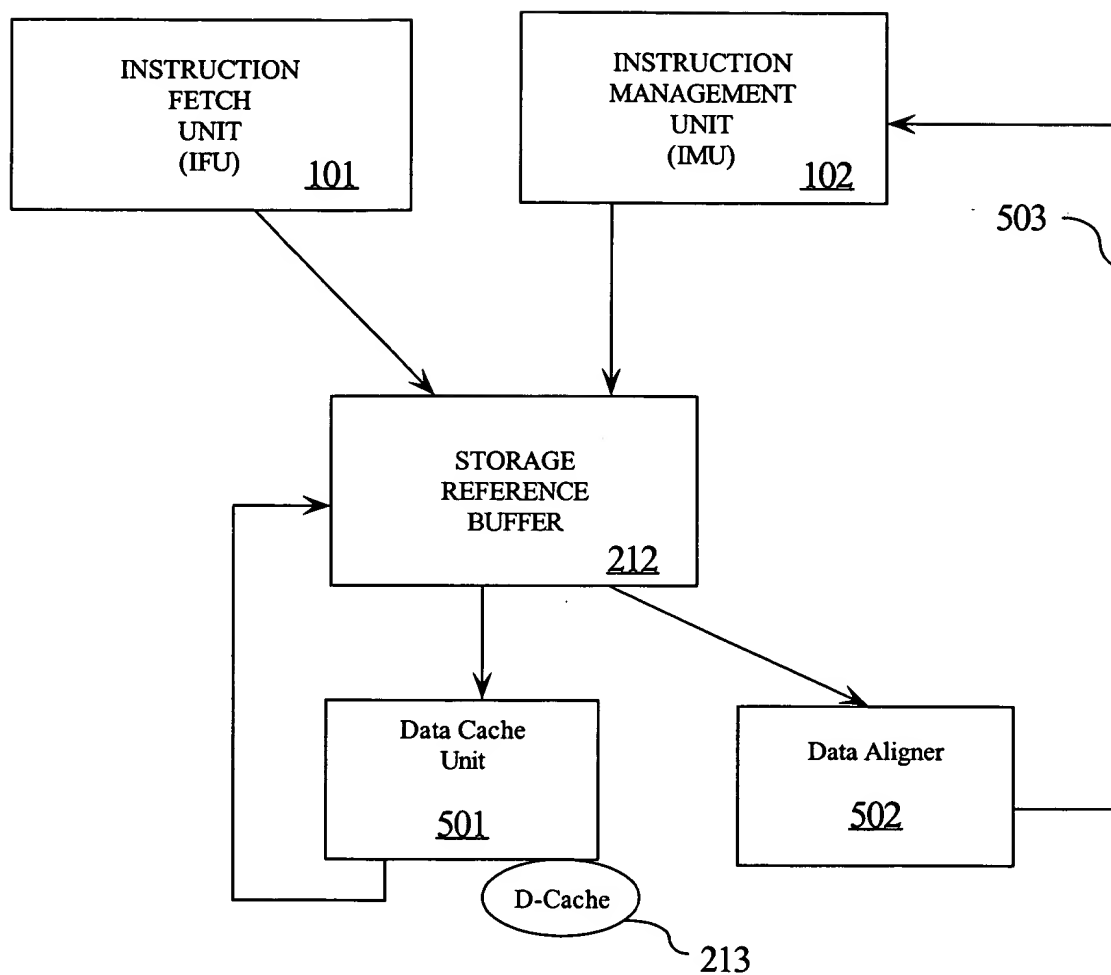 INSTRUCTION
FETCH
UNIT
(IFU)
101
INSTRUCTION
MANAGEMENT
UNIT
(IMU)
102
503
STORAGE
REFERENCE
BUFFER
212
Data Cache
Unit
501
Data Aligner
502
D-Cache
213